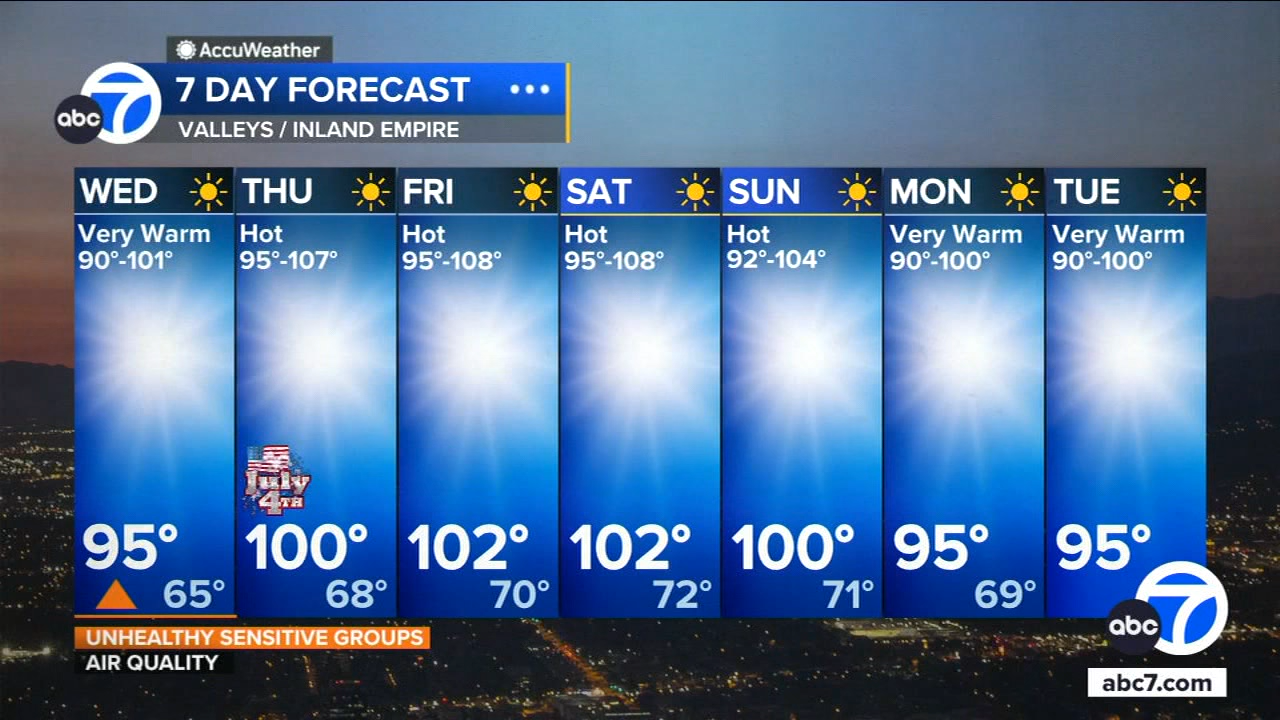 AccuWeather
abc 7
7 DAY FORECAST
VALLEYS / INLAND EMPIRE
WED
Very Warm
90°-101°
95°
65°
THU
Hot
95°-107°
July
4TH
100°
68°
FRI
Hot
95°-108°
102°
70°
SAT
Hot
95°-108°
102°
72°
SUN
Hot
92°-104°
100°
71°
MON
Very Warm
90°-100°
95°
69°
TUE
Very Warm
90°-100°
95°
UNHEALTHY SENSITIVE GROUPS
AIR QUALITY
abc 7
abc7.com